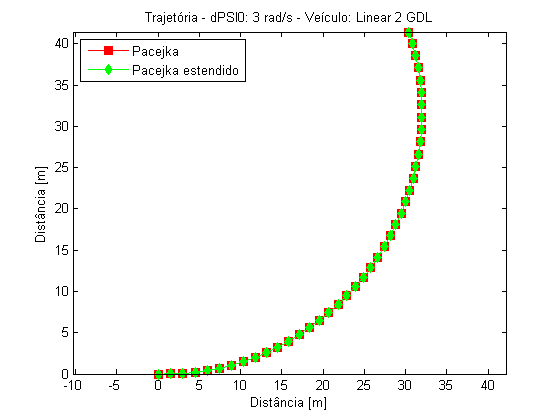 Trajetória - dPSI0: 3 rad/s - Veículo: Linear 2 GDL
Pacejka
Pacejka estendido
40
35
30
25
20
15
10
5
0
Distância [m]
-10 -5 0 5 10 15 20 25 30 35 40
Distância [m]